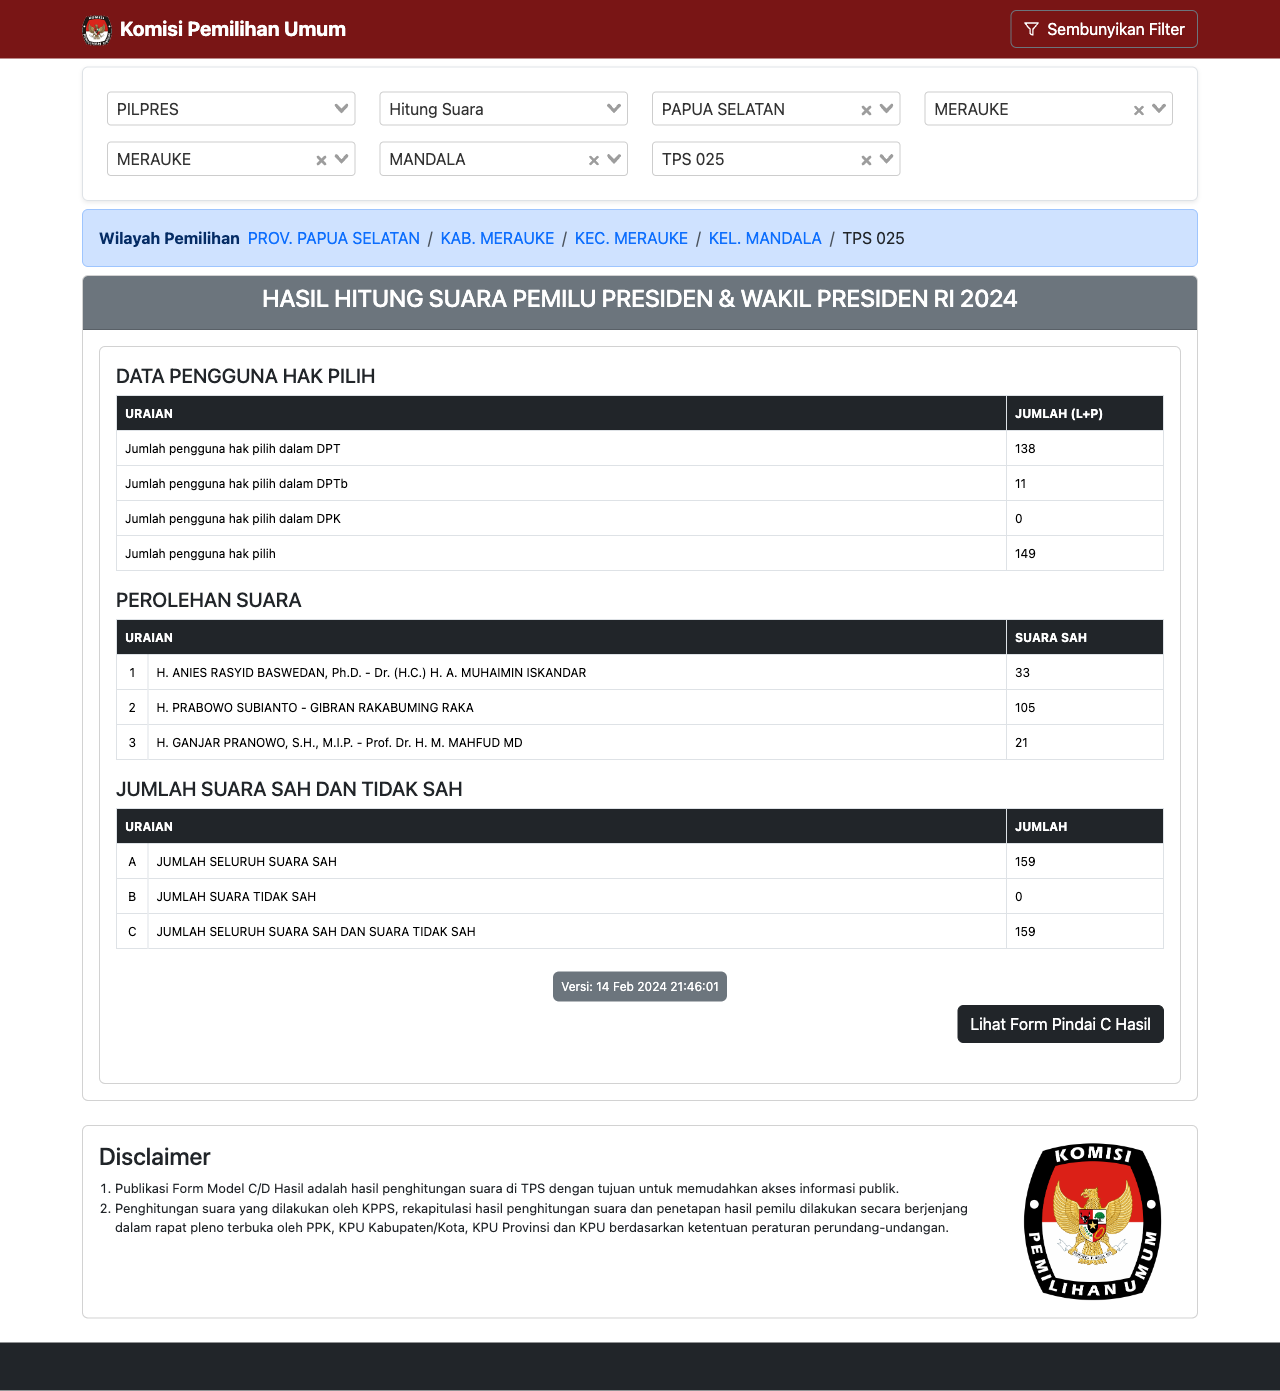 Komisi Pemilihan Umum
Sembunyikan Filter
PILPRES
Hitung Suara
PAPUA SELATAN
MERAUKE
MERAUKE
MANDALA
TPS 025
Wilayah Pemilihan PROV. PAPUA SELATAN / KAB. MERAUKE / KEC. MERAUKE / KEL. MANDALA / TPS 025
HASIL HITUNG SUARA PEMILU PRESIDEN & WAKIL PRESIDEN RI 2024
DATA PENGGUNA HAK PILIH
URAIAN JUMLAH (L+P)
Jumlah pengguna hak pilih dalam DPT 138
Jumlah pengguna hak pilih dalam DPTb 11
Jumlah pengguna hak pilih dalam DPK 0
Jumlah pengguna hak pilih 149
PEROLEHAN SUARA
URAIAN SUARA SAH
1 H. ANIES RASYID BASWEDAN, Ph.D. - Dr. (H.C.) H. A. MUHAIMIN ISKANDAR 33
2 H. PRABOWO SUBIANTO - GIBRAN RAKABUMING RAKA 105
3 H. GANJAR PRANOWO, S.H., M.I.P. - Prof. Dr. H. M. MAHFUD MD 21
JUMLAH SUARA SAH DAN TIDAK SAH
URAIAN JUMLAH
A JUMLAH SELURUH SUARA SAH 159
B JUMLAH SUARA TIDAK SAH 0
C JUMLAH SELURUH SUARA SAH DAN SUARA TIDAK SAH 159
Versi: 14 Feb 2024 21:46:01
Lihat Form Pindai C Hasil
Disclaimer
1. Publikasi Form Model C/D Hasil adalah hasil penghitungan suara di TPS dengan tujuan untuk memudahkan akses informasi publik.
2. Penghitungan suara yang dilakukan oleh KPPS, rekapitulasi hasil penghitungan suara dan penetapan hasil pemilu dilakukan secara berjenjang
dalam rapat pleno terbuka oleh PPK, KPU Kabupaten/Kota, KPU Provinsi dan KPU berdasarkan ketentuan peraturan perundang-undangan.
KOMISI
PEMILIHAN UMUM